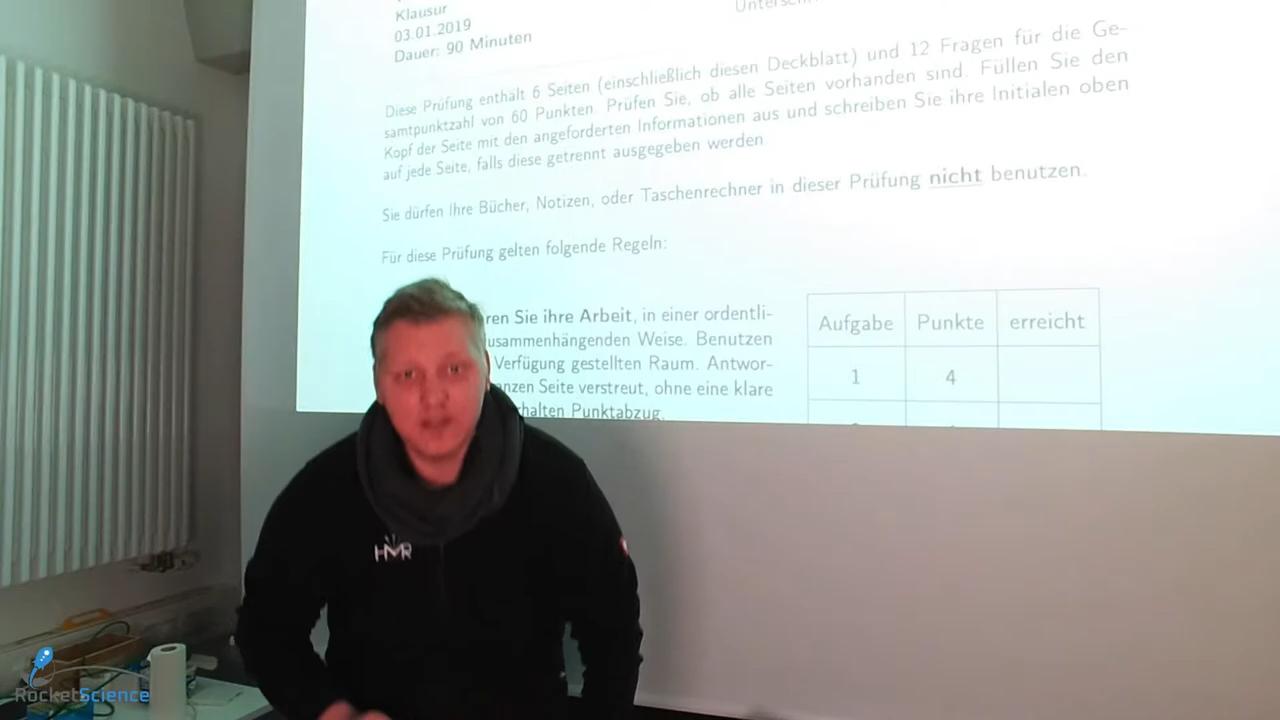 Klausur
03.01.2019
Dauer: 90 Minuten
Diese Prüfung enthält 6 Seiten (einschließlich diesen Deckblatt) und 12 Fragen für die Ge-
samtpunktzahl von 60 Punkten. Prüfen Sie, ob alle Seiten vorhanden sind. Füllen Sie den
Kopf der Seite mit den angeforderten Informationen aus und schreiben Sie ihre Initialen oben
auf jede Seite, falls diese getrennt ausgegeben werden
Sie dürfen Ihre Bücher, Notizen, oder Taschenrechner in dieser Prüfung nicht benutzen.
Für diese Prüfung gelten folgende Regeln:
ren Sie ihre Arbeit, in einer ordentli-
usammenhängenden Weise. Benutzen
Verfügung gestellten Raum. Antwor-
anzen Seite verstreut, ohne eine klare
halten Punktabzug.
Aufgabe Punkte erreicht
1 4
HMR
RocketScience